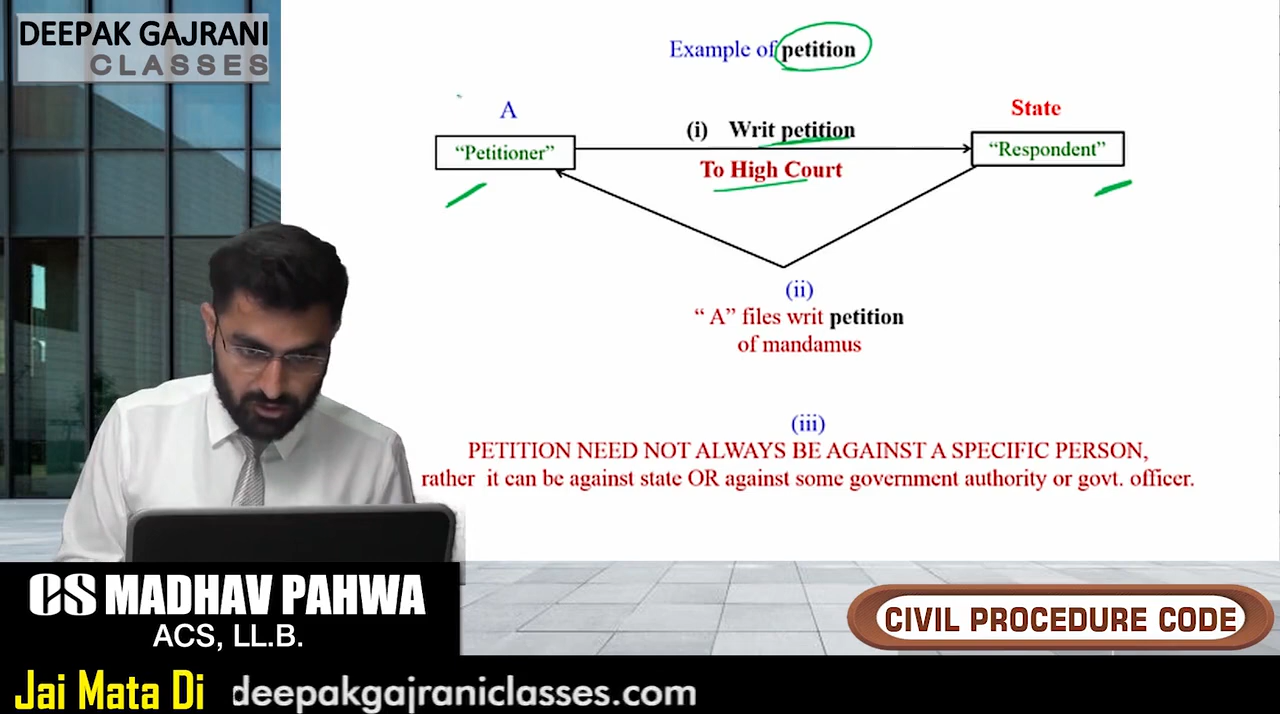 DEEPAK GAJRANI
CLASSES
Example of petition
A
State
"Petitioner"
(i) Writ petition
"Respondent"
To High Court
(ii)
" A" files writ petition
of mandamus
(iii)
PETITION NEED NOT ALWAYS BE AGAINST A SPECIFIC PERSON,
rather it can be against state OR against some government authority or govt. officer.
CS MADHAV PAHWA
ACS, LL.B.
CIVIL PROCEDURE CODE
Jai Mata Di
deepakgajraniclasses.com